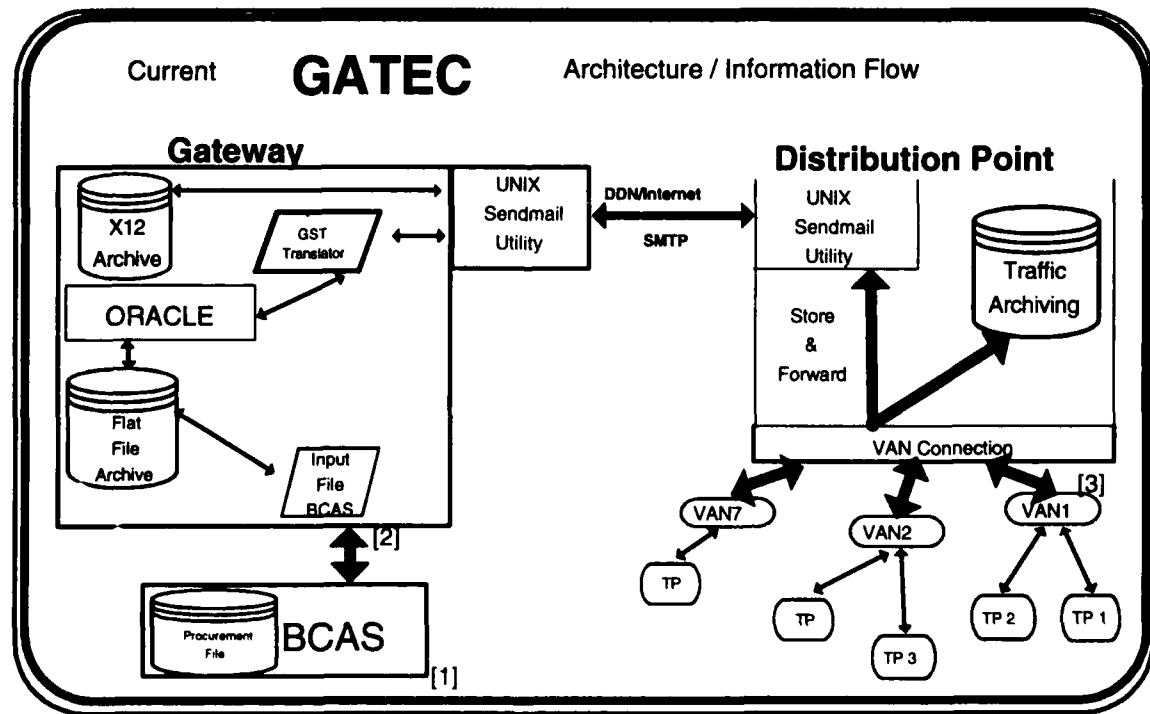 Current GATEC Architecture / Information Flow
Gateway
X12
Archive
GST
Translator
ORACLE
Flat
File
Archive
Input
File
BCAS
UNIX
Sendmail
Utility
DDN/Internet
SMTP
[2]
Procurement
File
BCAS
[1]
Distribution Point
UNIX
Sendmail
Utility
Traffic
Archiving
Store
&
Forward
VAN Connection
[3]
VAN7
VAN2
VAN1
TP
TP
TP 3
TP 2
TP 1